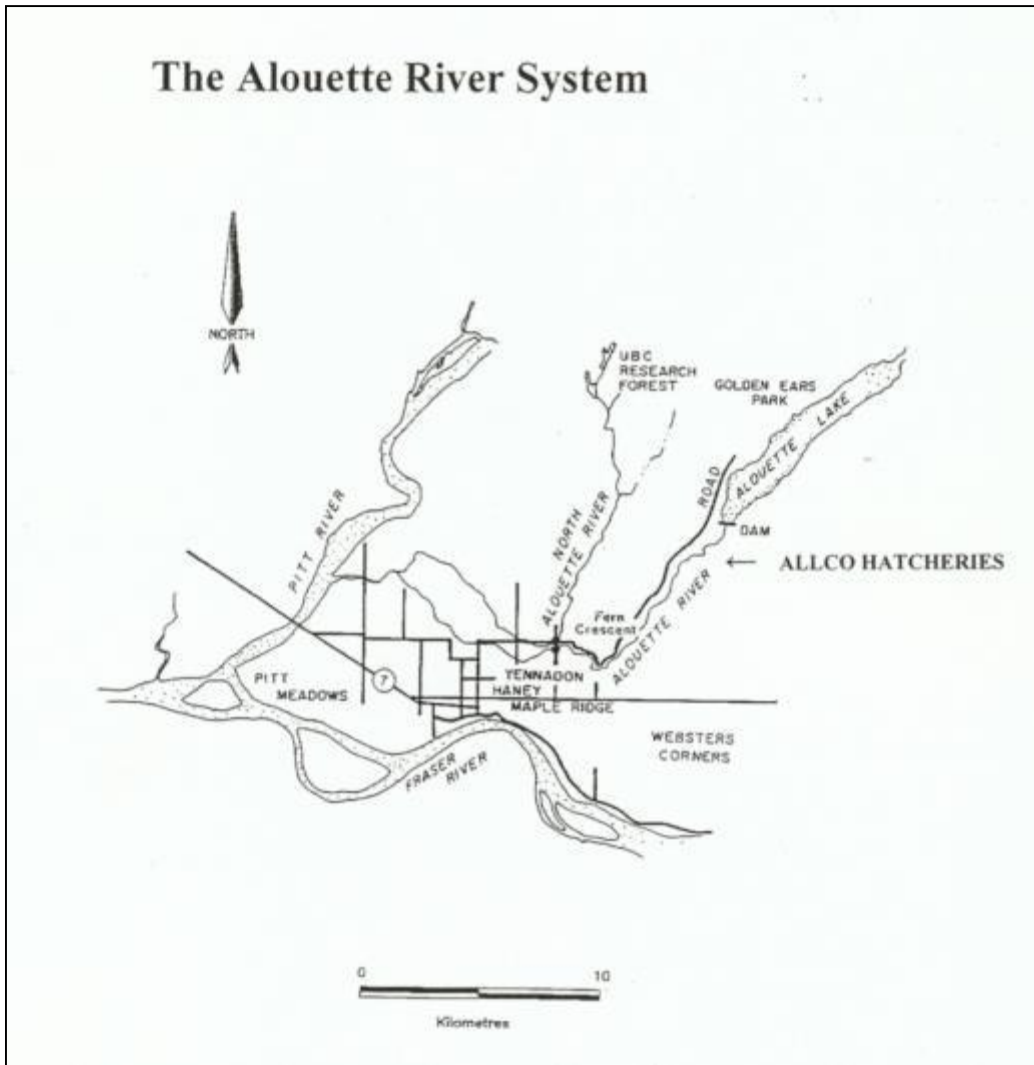 The Alouette River System
NORTH
UBC
RESEARCH
FOREST
GOLDEN EARS
PARK
ALOUETTE LAKE
ROAD
DAM
PITT RIVER
NORTH
ALOUETTE RIVER
← ALLCO HATCHERIES
Fern
Crescent
ALOUETTE RIVER
PITT
MEADOWS
7
YENNADON
HANEY
MAPLE RIDGE
WEBSTERS
CORNERS
FRASER
RIVER
0 10
Kilometres